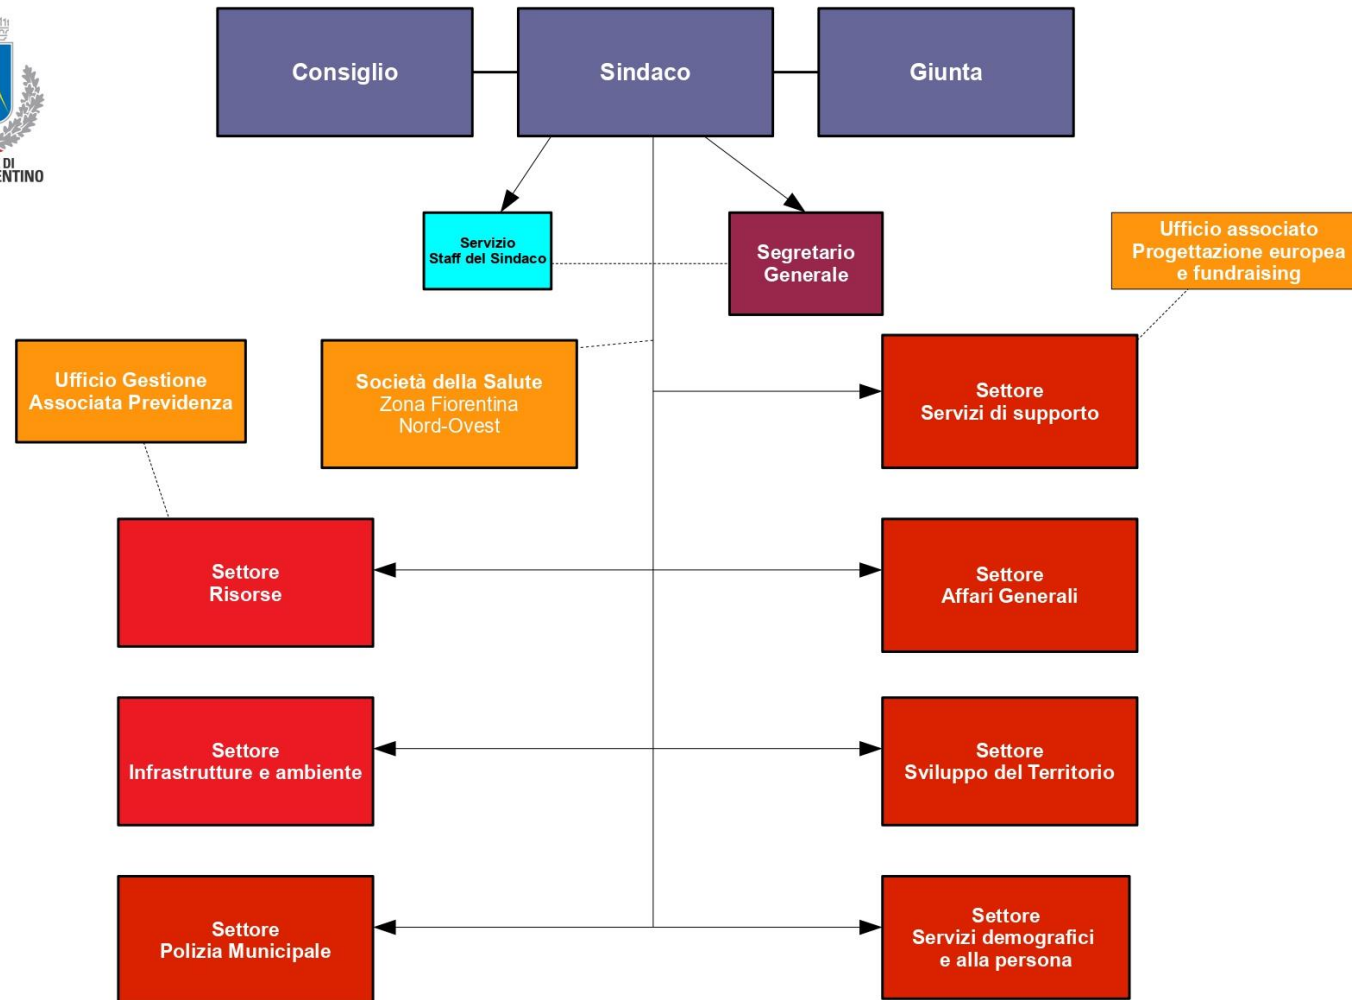 DI
ENTINO
Consiglio
Sindaco
Giunta
Servizio
Staff del Sindaco
Segretario
Generale
Ufficio associato
Progettazione europea
e fundraising
Ufficio Gestione
Associata Previdenza
Società della Salute
Zona Fiorentina
Nord-Ovest
Settore
Servizi di supporto
Settore
Risorse
Settore
Affari Generali
Settore
Infrastrutture e ambiente
Settore
Sviluppo del Territorio
Settore
Polizia Municipale
Settore
Servizi demografici
e alla persona